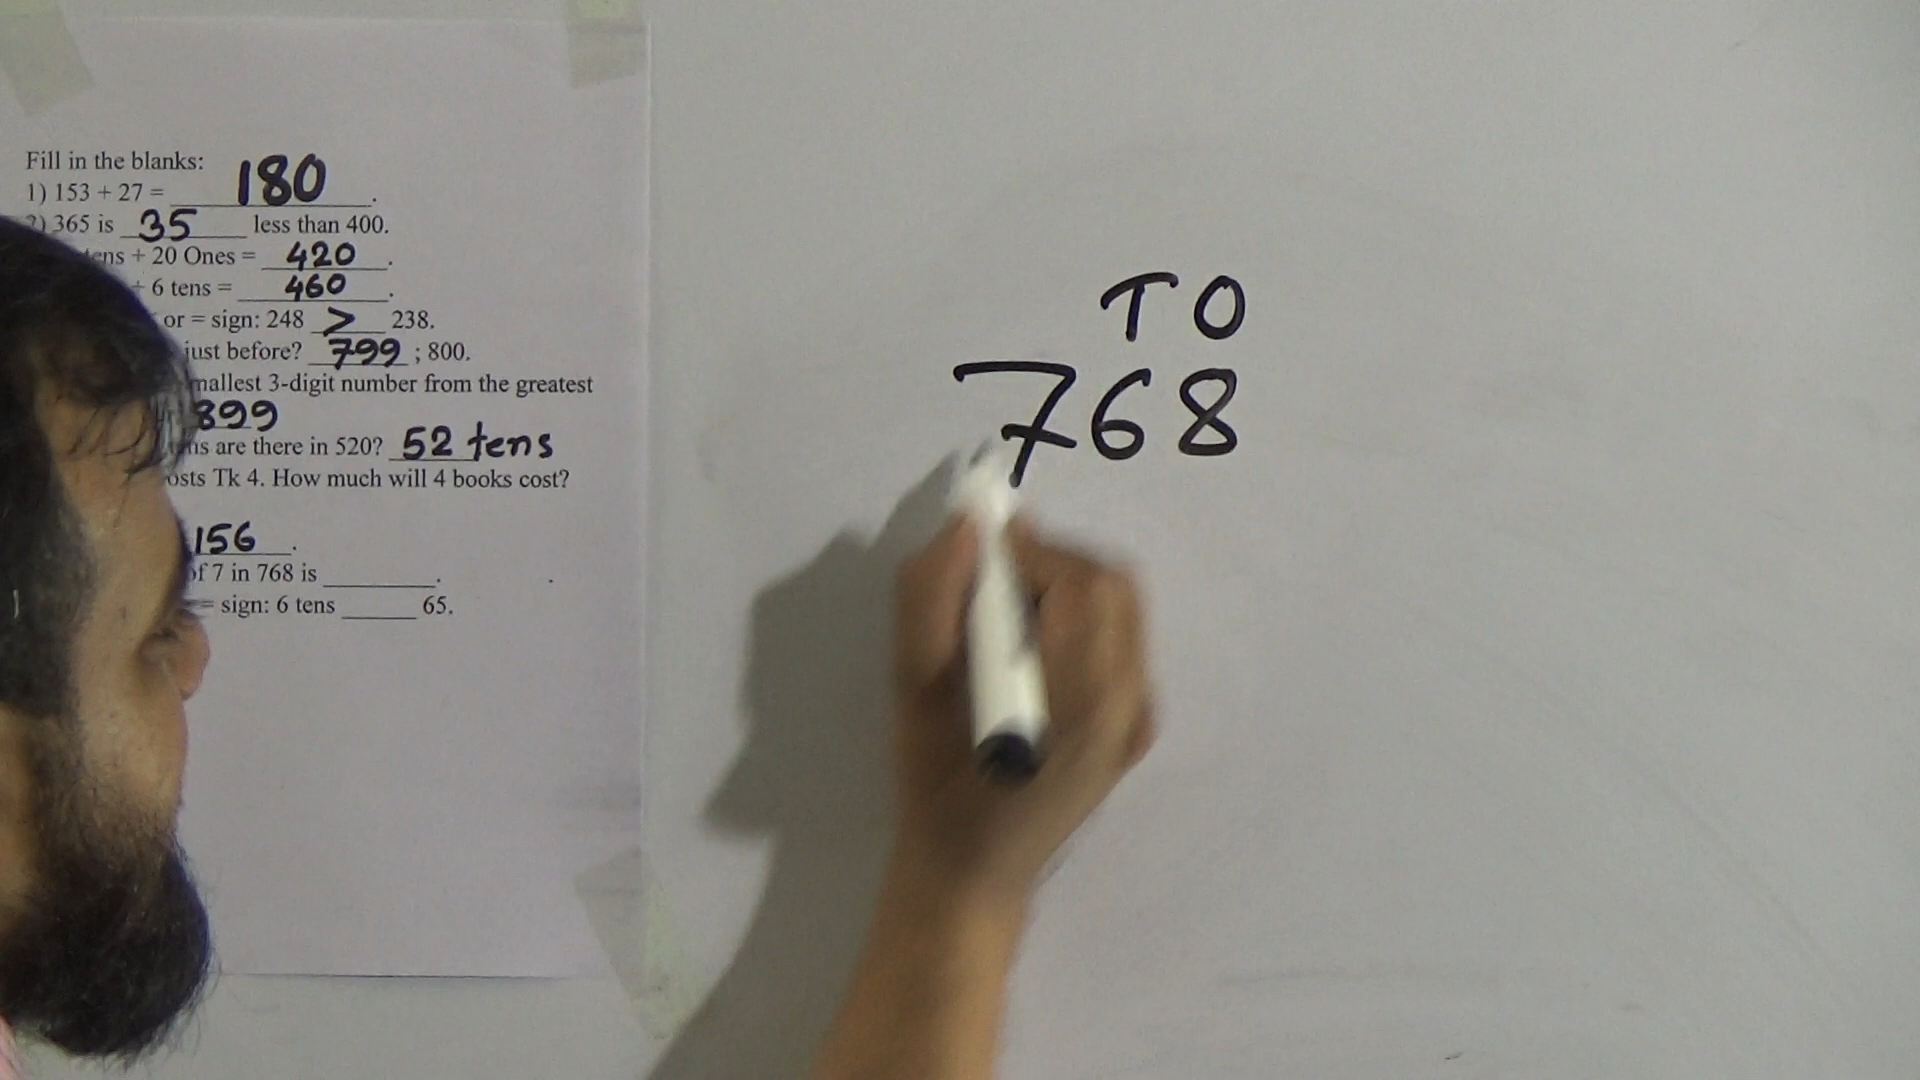 Fill in the blanks:
1) 153 + 27 = 180.
2) 365 is 35 less than 400.
tens + 20 Ones = 420.
+ 6 tens = 460.
or = sign: 248 > 238.
just before? 799 ; 800.
smallest 3-digit number from the greatest
899
are there in 520? 52 tens
costs Tk 4. How much will 4 books cost?
156.
of 7 in 768 is ________.
= sign: 6 tens ______ 65.
T O
768